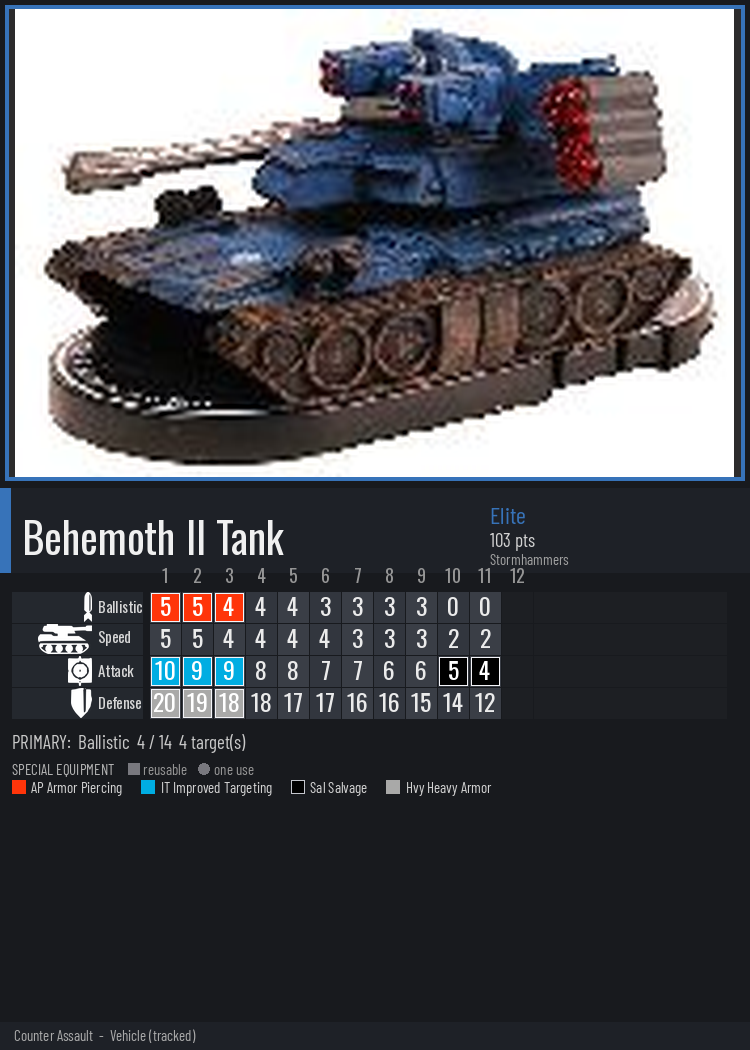 Behemoth II Tank
Elite
103 pts
Stormhammers
1 2 3 4 5 6 7 8 9 10 11 12
Ballistic 5 5 4 4 4 3 3 3 3 0 0
Speed 5 5 4 4 4 4 3 3 3 2 2
Attack 10 9 9 8 8 7 7 6 6 5 4
Defense 20 19 18 18 17 17 16 16 15 14 12
PRIMARY: Ballistic 4 / 14 4 target(s)
SPECIAL EQUIPMENT reusable one use
AP Armor Piercing IT Improved Targeting Sal Salvage Hvy Heavy Armor
Counter Assault - Vehicle (tracked)